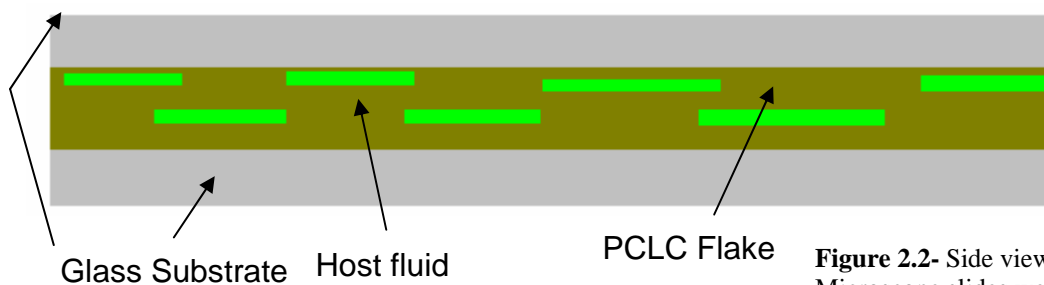 Glass Substrate
Host fluid
PCLC Flake
Figure 2.2- Side view